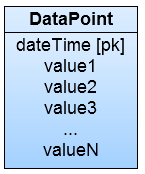 DataPoint
dateTime [pk]
value1
value2
value3
...
valueN